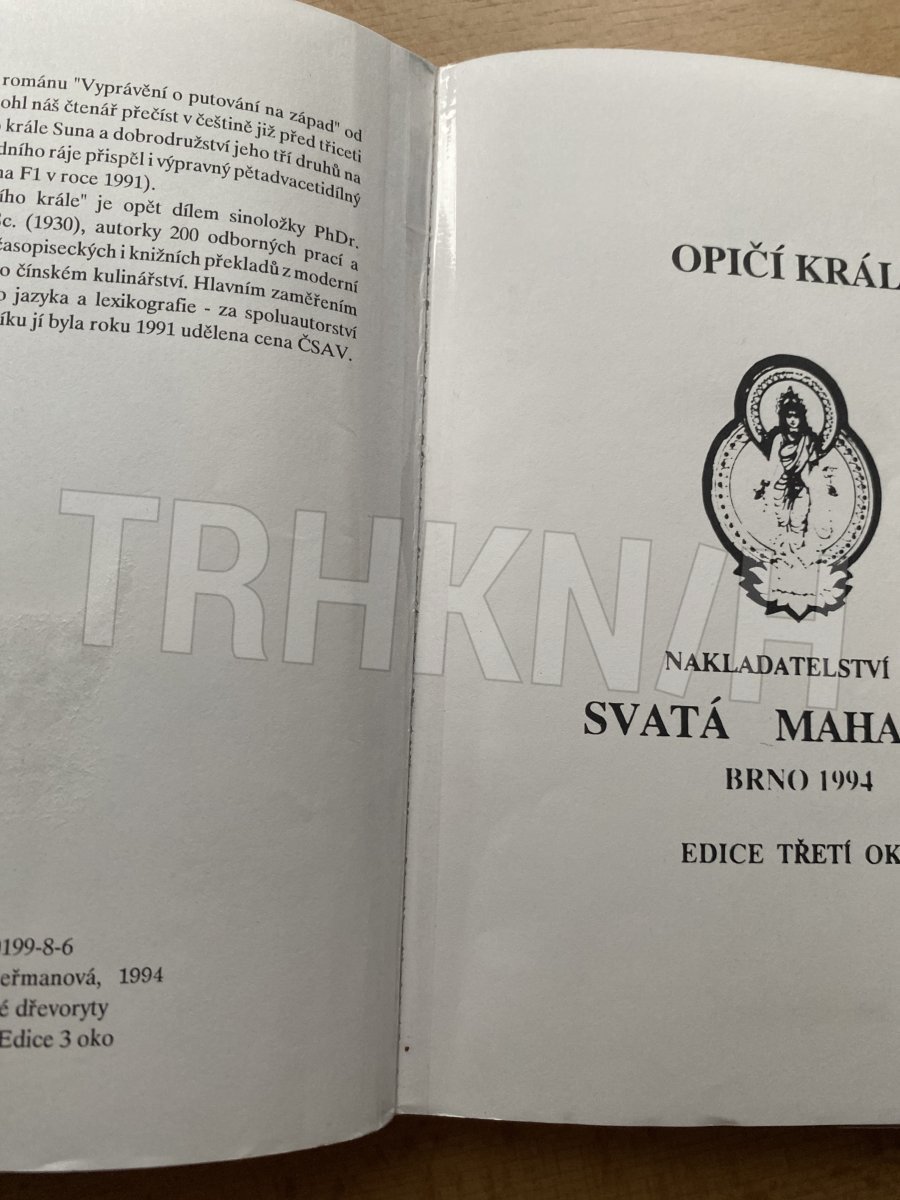 románu "Vyprávění o putování na západ" od
ohl náš čtenář přečíst v češtině již před třiceti
krále Suna a dobrodružství jeho tří druhů na
dního ráje přispěl i výpravný pětadvacetidílný
na F1 v roce 1991).
ího krále" je opět dílem sinoložky PhDr.
Sc. (1930), autorky 200 odborných prací a
časopiseckých i knižních překladů z moderní
o čínském kulinářství. Hlavním zaměřením
o jazyka a lexikografie - za spoluautorství
íku jí byla roku 1991 udělena cena ČSAV.
0199-8-6
eřmanová, 1994
é dřevoryty
Edice 3 oko
OPIČÍ KRÁL
NAKLADATELSTVÍ
SVATÁ MAHA
BRNO 1994
EDICE TŘETÍ OK
TRHKNIH